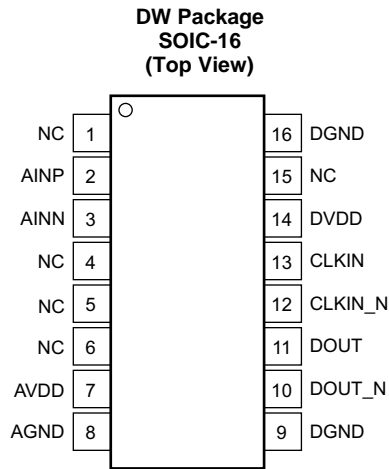 DW Package
SOIC-16
(Top View)
NC 1 16 DGND
AINP 2 15 NC
AINN 3 14 DVDD
NC 4 13 CLKIN
NC 5 12 CLKIN_N
NC 6 11 DOUT
AVDD 7 10 DOUT_N
AGND 8 9 DGND